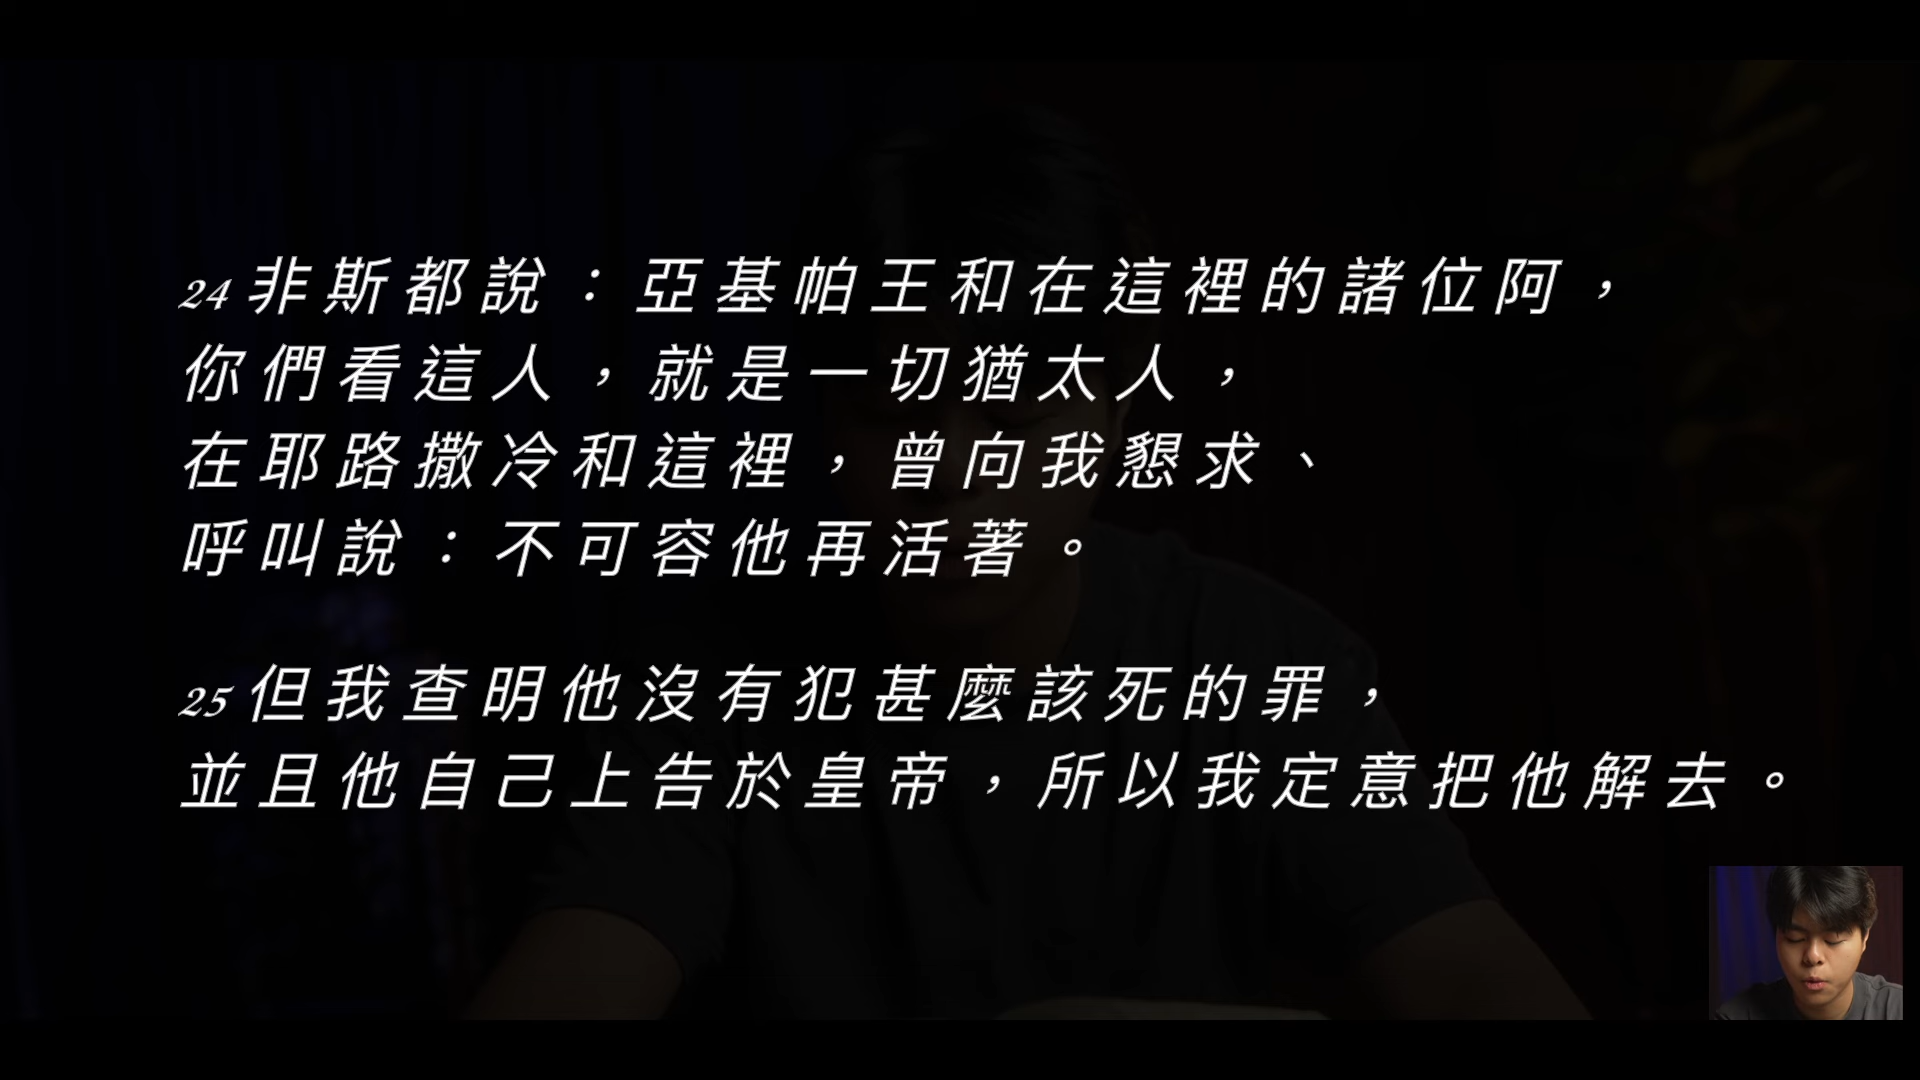 24 非斯都說：亞基帕王和在這裡的諸位阿，
你們看這人，就是一切猶太人，
在耶路撒冷和這裡，曾向我懇求、
呼叫說：不可容他再活著。
25 但我查明他沒有犯甚麼該死的罪，
並且他自己上告於皇帝，所以我定意把他解去。